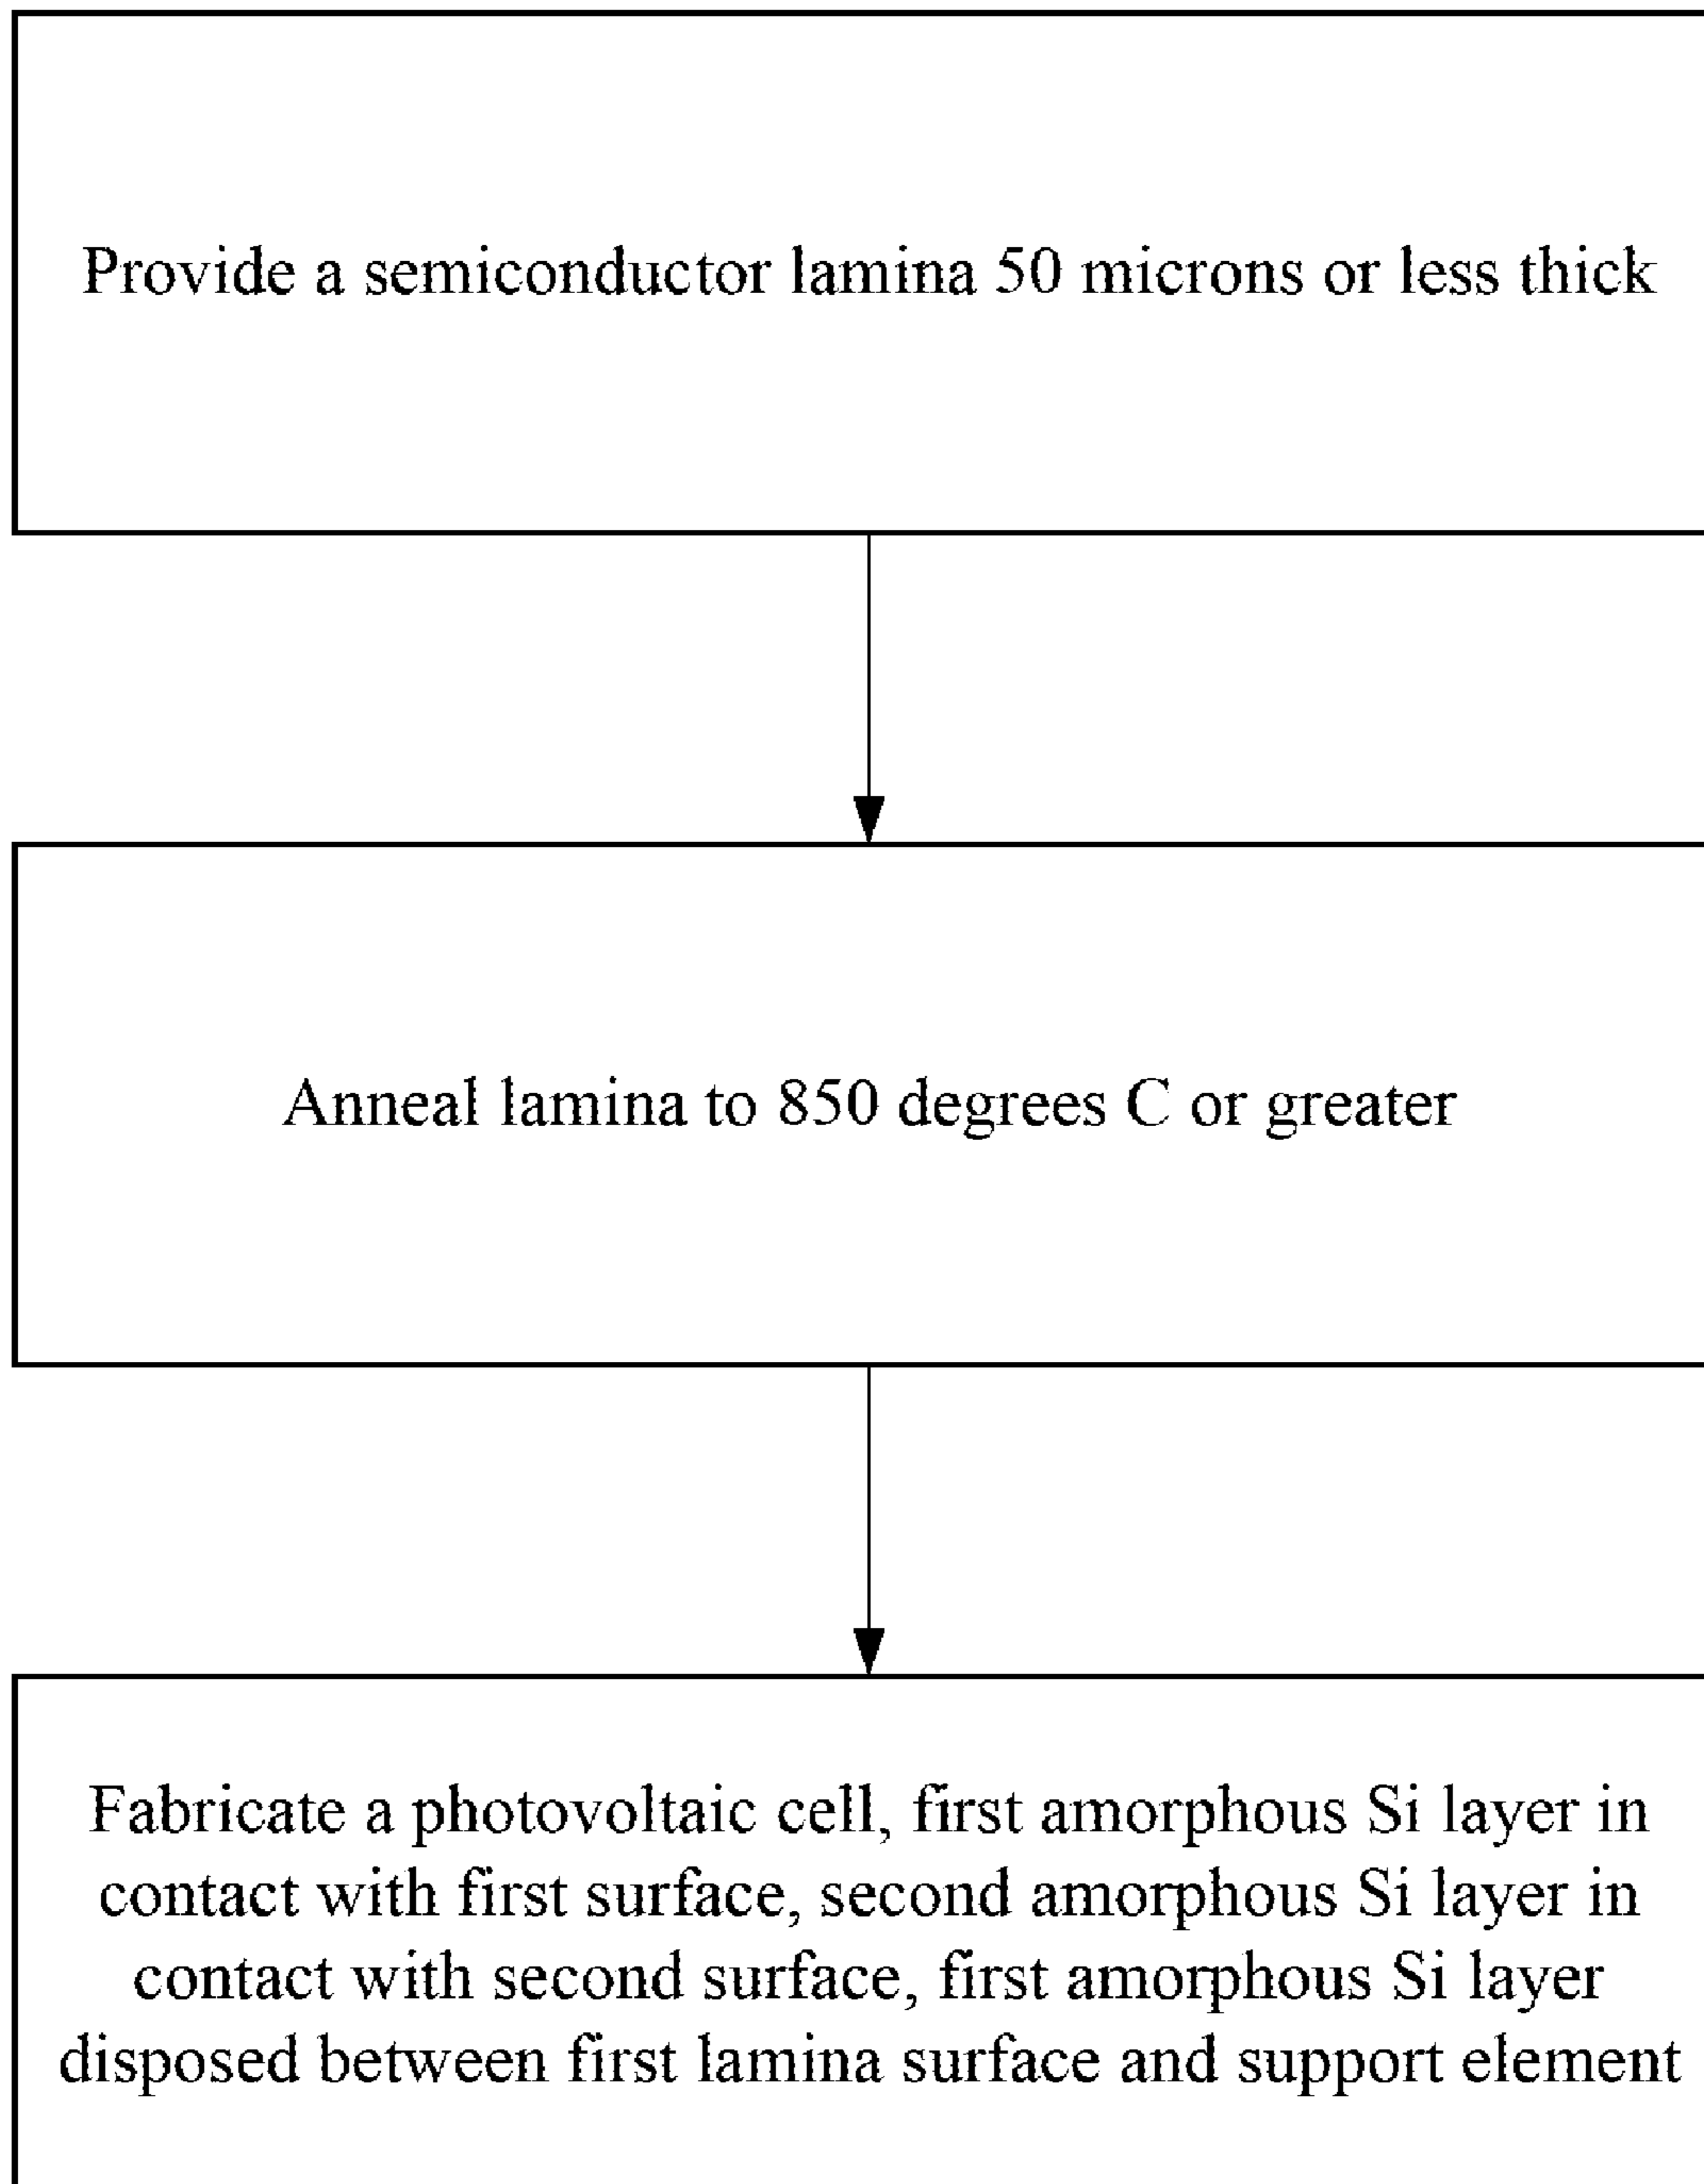 Provide a semiconductor lamina 50 microns or less thick
Anneal lamina to 850 degrees C or greater
Fabricate a photovoltaic cell, first amorphous Si layer in
contact with first surface, second amorphous Si layer in
contact with second surface, first amorphous Si layer
disposed between first lamina surface and support element